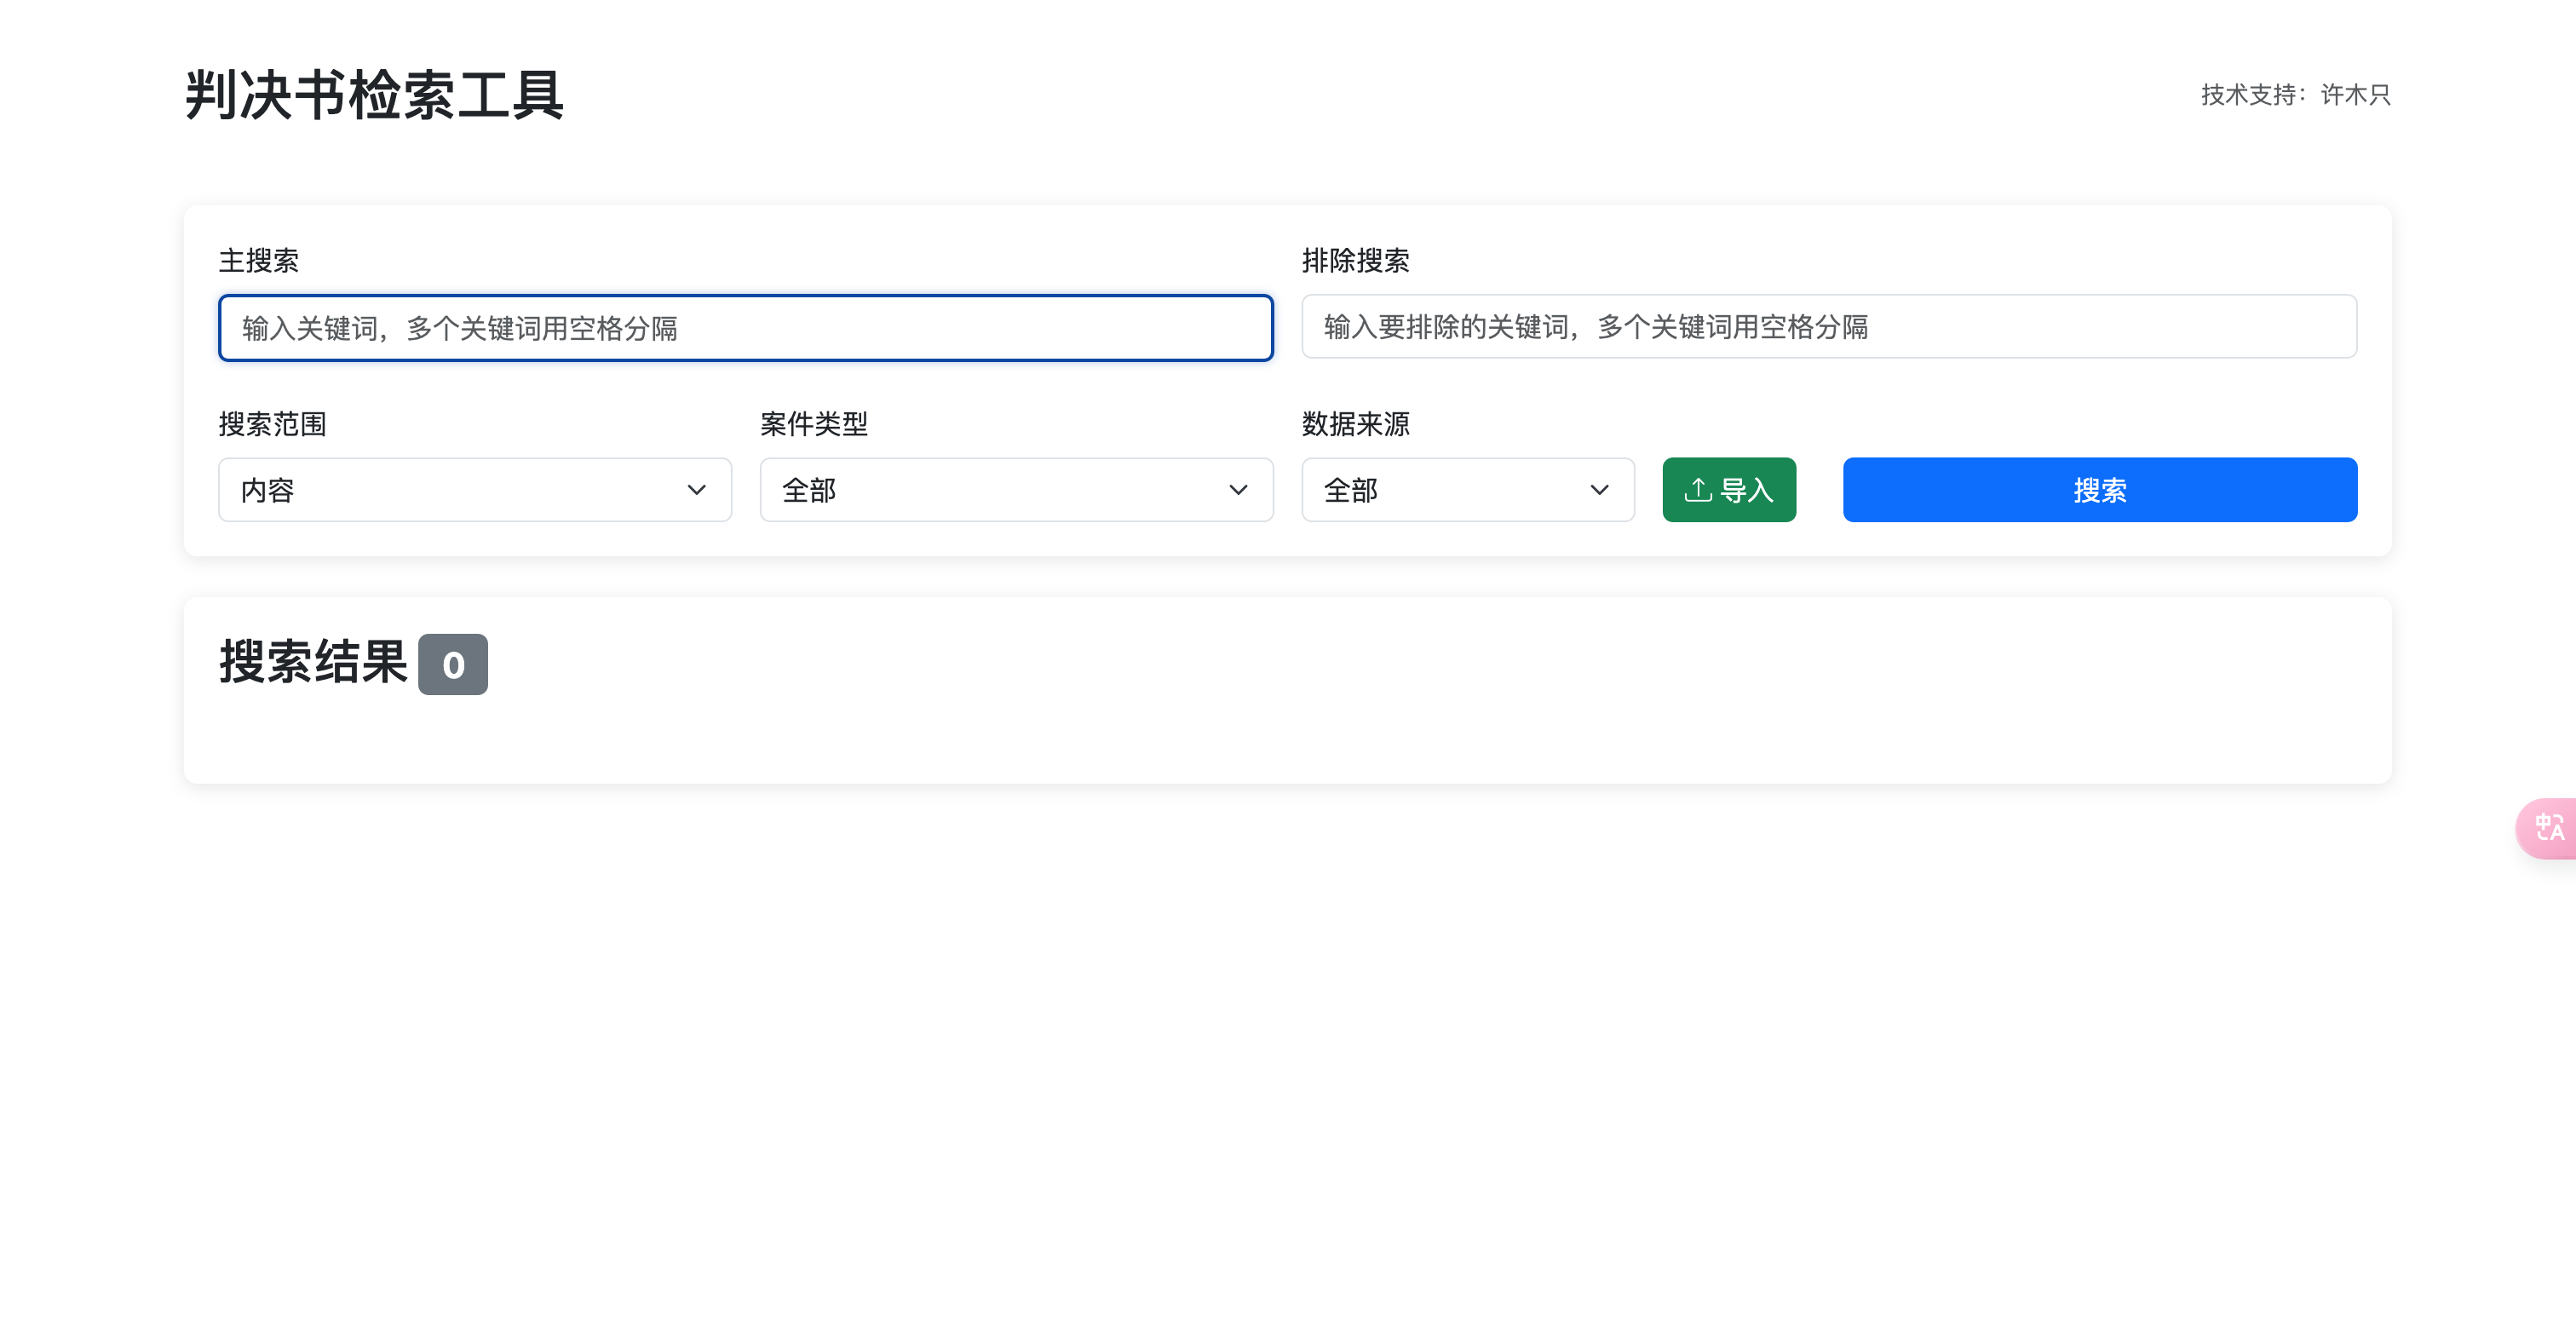 判决书检索工具
技术支持：许木只
主搜索
排除搜索
输入关键词，多个关键词用空格分隔
输入要排除的关键词，多个关键词用空格分隔
搜索范围
案件类型
数据来源
内容
全部
全部
导入
搜索
搜索结果 0
中A